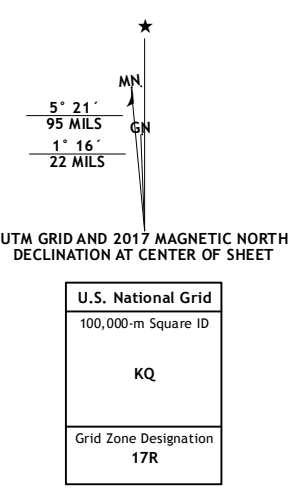 MN
5° 21´
95 MILS
GN
1° 16´
22 MILS
UTM GRID AND 2017 MAGNETIC NORTH
DECLINATION AT CENTER OF SHEET
U.S. National Grid
100,000-m Square ID
KQ
Grid Zone Designation
17R